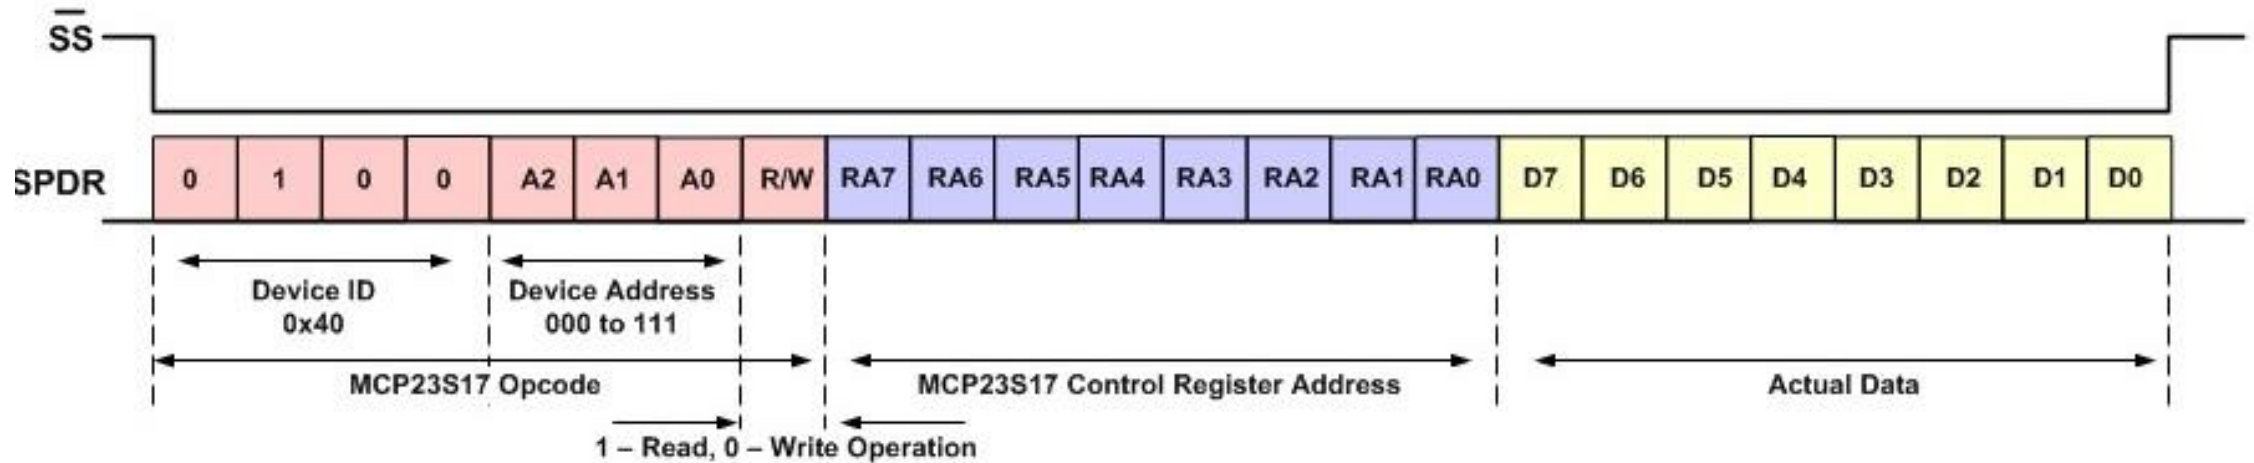 SS
SPDR 0 1 0 0 A2 A1 A0 R/W RA7 RA6 RA5 RA4 RA3 RA2 RA1 RA0 D7 D6 D5 D4 D3 D2 D1 D0
Device ID Device Address
0x40 000 to 111
MCP23S17 Opcode MCP23S17 Control Register Address Actual Data
1 – Read, 0 – Write Operation